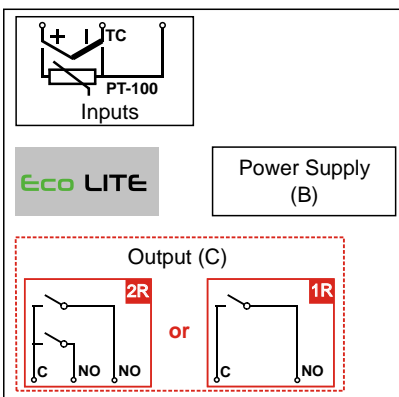 + − TC
PT-100
Inputs
Eco LITE
Power Supply
(B)
Output (C)
2R
C NO NO
or
1R
C NO